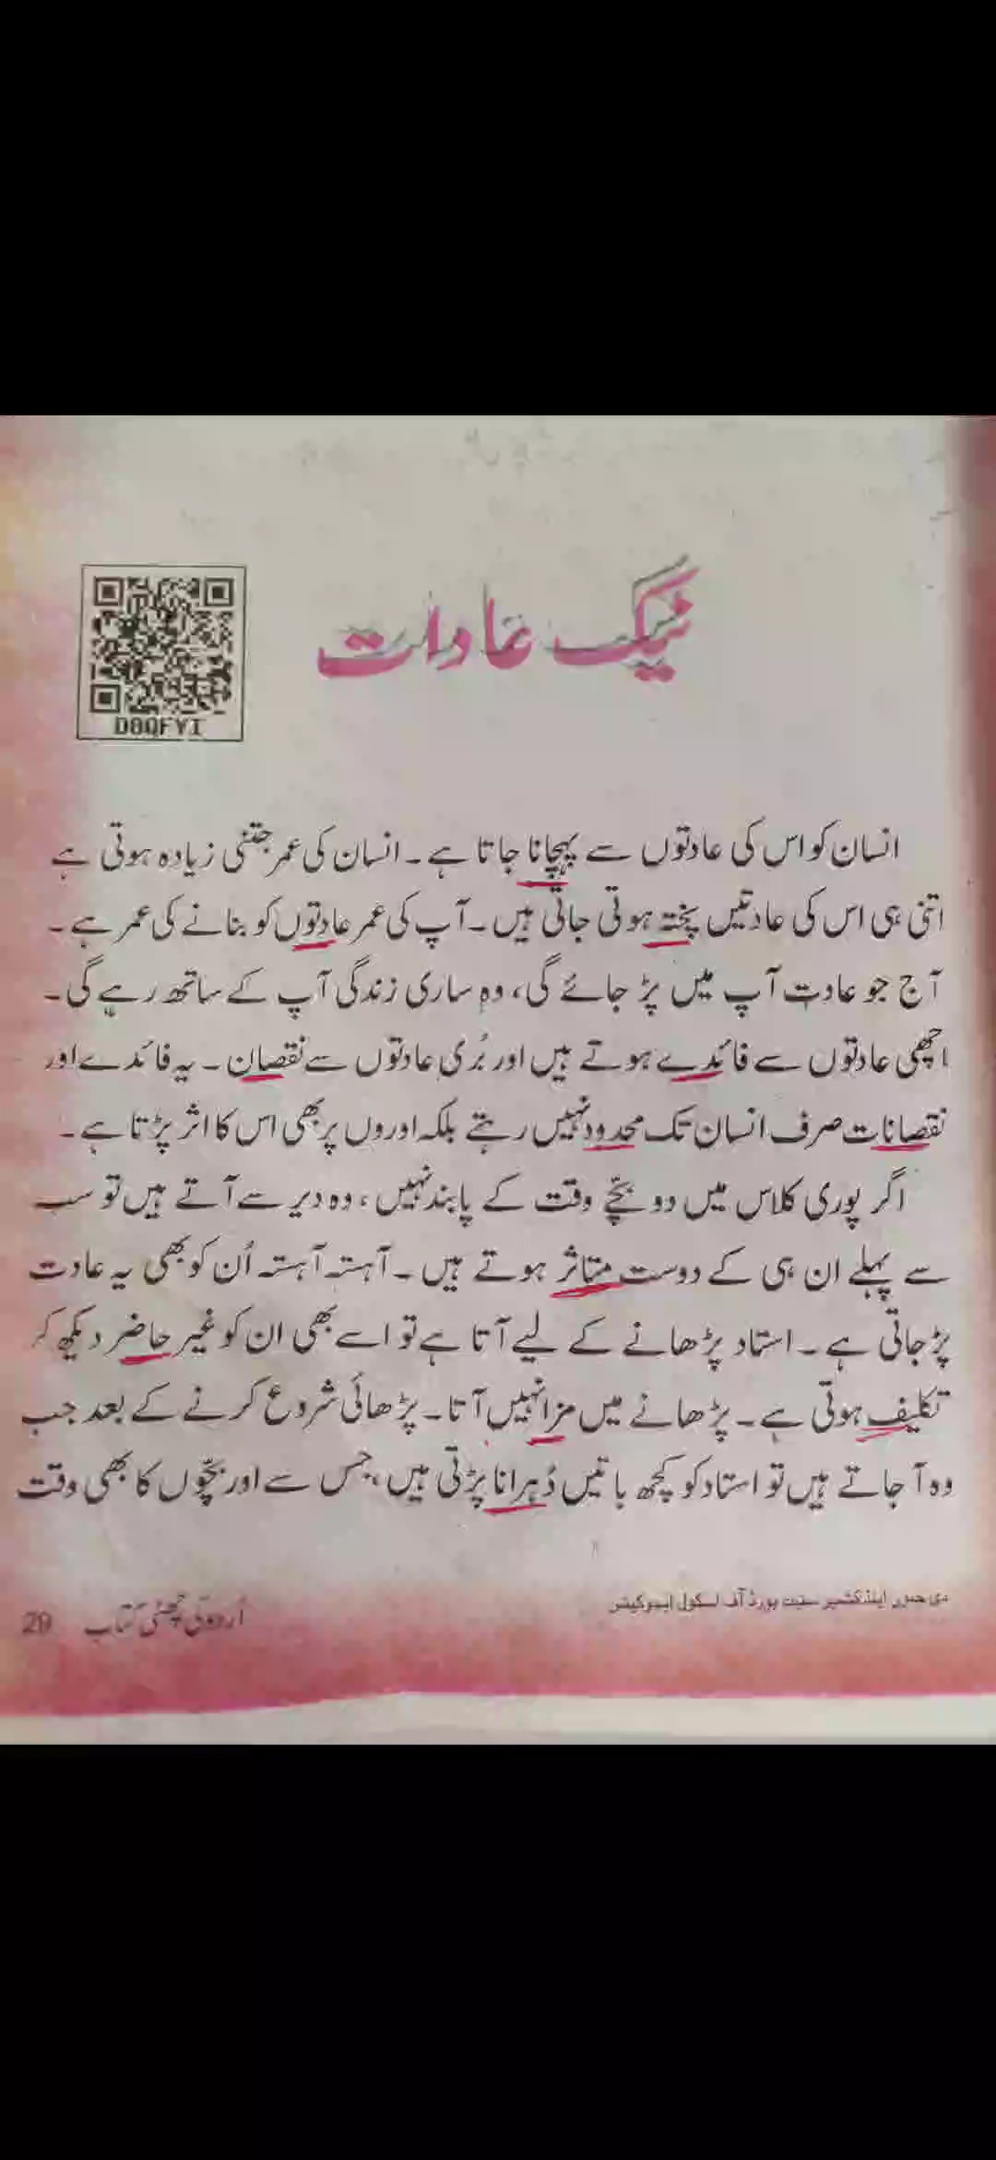 نیک عادات
D8QFYI
انسان کو اس کی عادتوں سے پہچانا جاتا ہے۔ انسان کی عمر جتنی زیادہ ہوتی ہے
اتنی ہی اس کی عادتیں پختہ ہوتی جاتی ہیں۔ آپ کی عمر عادتوں کو بنانے کی عمر ہے۔
آج جو عادت آپ میں پڑ جائے گی، وہ ساری زندگی آپ کے ساتھ رہے گی۔
اچھی عادتوں سے فائدے ہوتے ہیں اور بُری عادتوں سے نقصان۔ یہ فائدے اور
نقصانات صرف انسان تک محدود نہیں رہتے بلکہ اوروں پر بھی اس کا اثر پڑتا ہے۔
اگر پوری کلاس میں دو بچّے وقت کے پابند نہیں، وہ دیر سے آتے ہیں تو سب
سے پہلے ان ہی کے دوست متاثر ہوتے ہیں۔ آہستہ آہستہ اُن کو بھی یہ عادت
پڑ جاتی ہے۔ استاد پڑھانے کے لیے آتا ہے تو اسے بھی ان کو غیر حاضر دیکھ کر
تکلیف ہوتی ہے۔ پڑھانے میں مزا نہیں آتا۔ پڑھائی شروع کرنے کے بعد جب
وہ آ جاتے ہیں تو استاد کو کچھ باتیں دُہرانا پڑتی ہیں، جس سے اور بچّوں کا بھی وقت
دی جموں اینڈ کشمیر سٹیٹ بورڈ آف اسکول ایجوکیشن
اُردو کی چھٹی کتاب 29